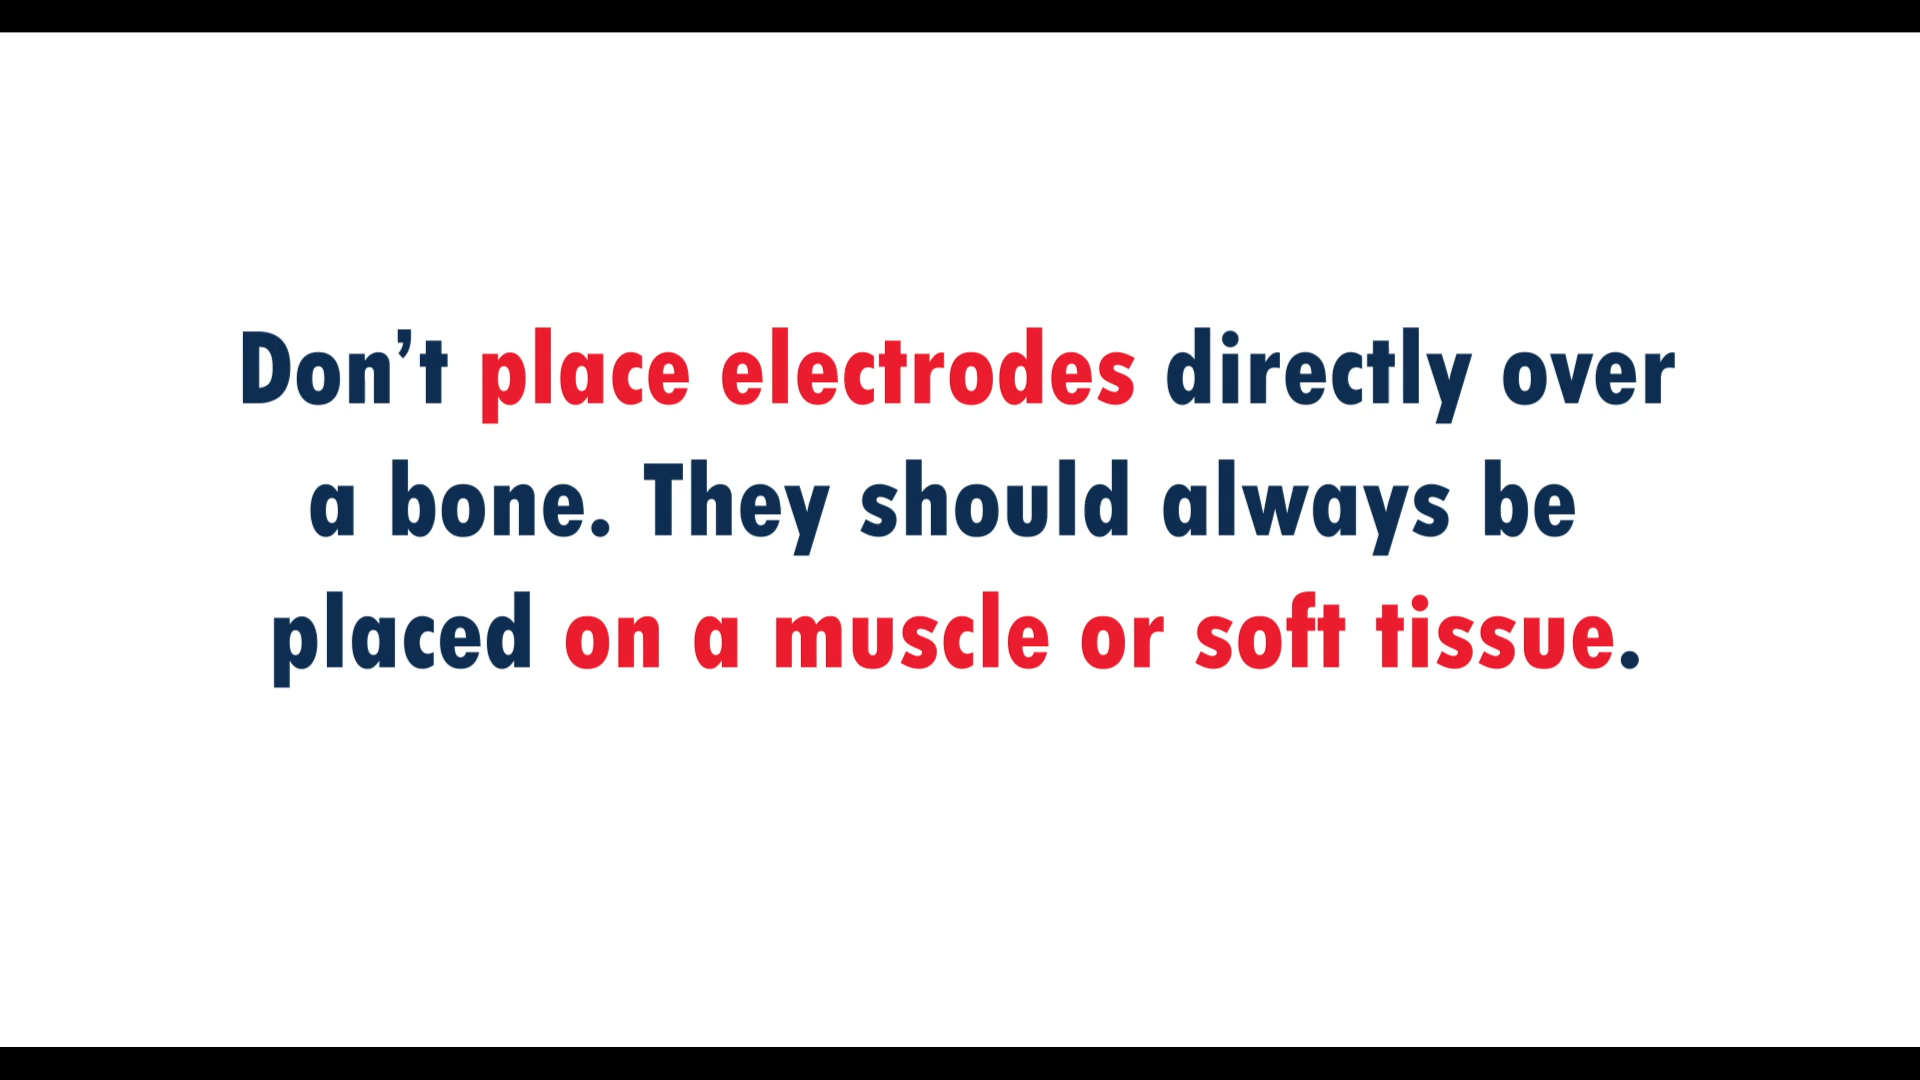 Don’t place electrodes directly over
a bone. They should always be
placed on a muscle or soft tissue.